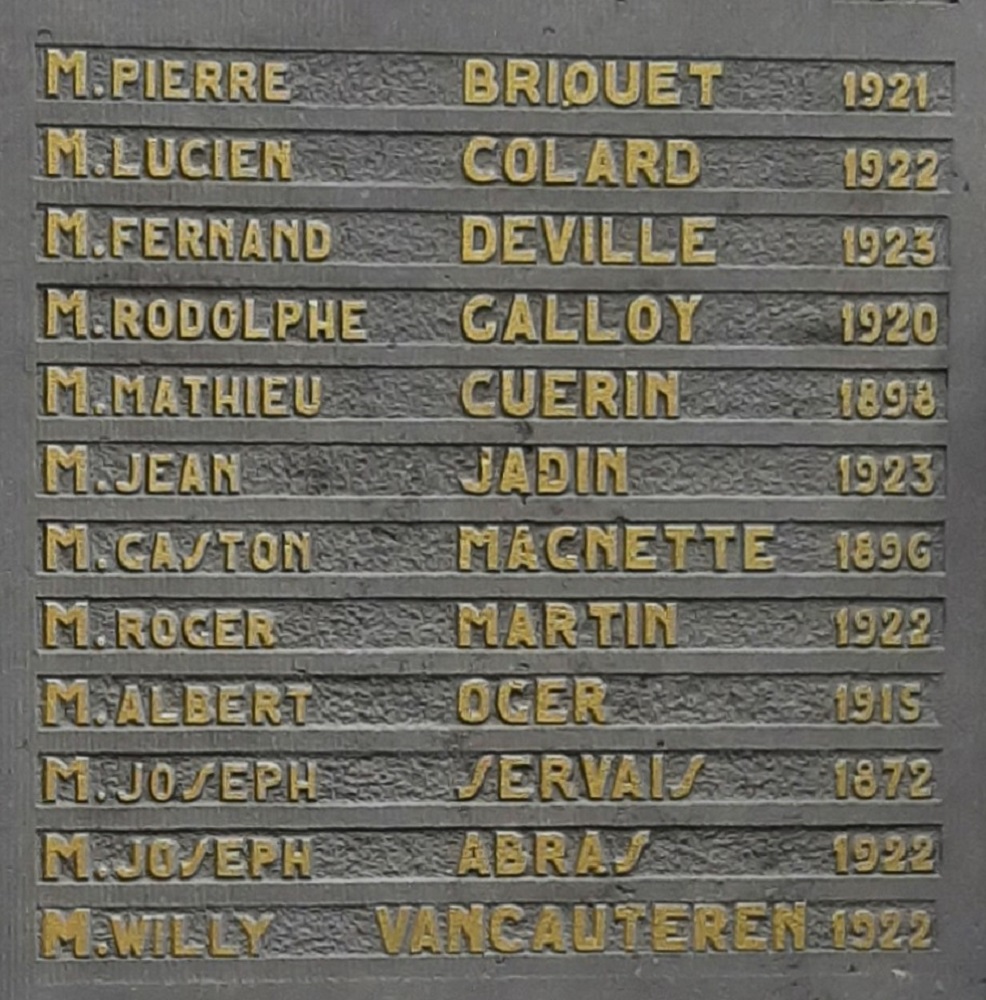 M. PIERRE BRIQUET 1921
M. LUCIEN COLARD 1922
M. FERNAND DEVILLE 1923
M. RODOLPHE GALLOY 1920
M. MATHIEU GUERIN 1898
M. JEAN JADIN 1923
M. GASTON MAGNETTE 1896
M. ROGER MARTIN 1922
M. ALBERT OGER 1915
M. JOSEPH SERVAIS 1872
M. JOSEPH ABRAS 1922
M. WILLY VANCAUTEREN 1922